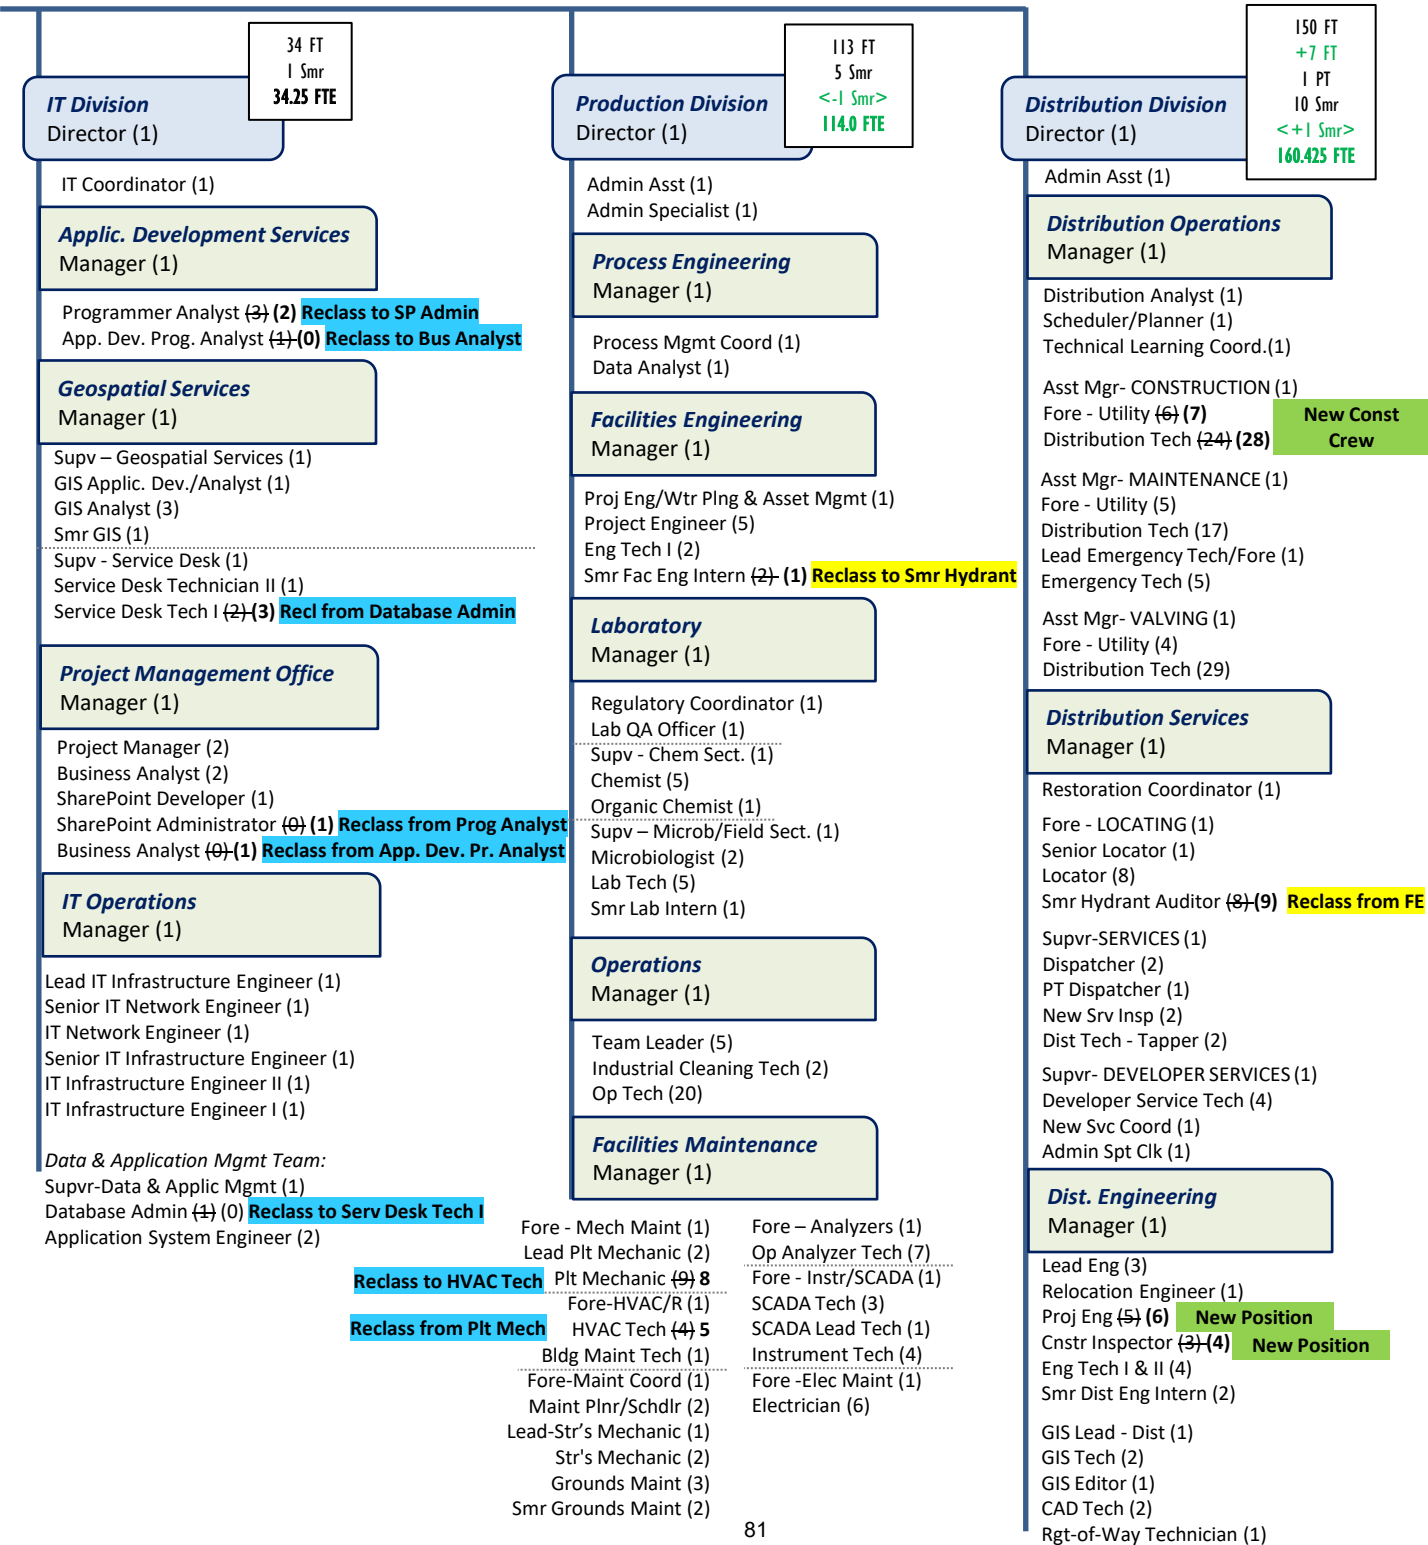 34 FT
1 Smr
34.25 FTE
IT Division
Director (1)
IT Coordinator (1)
Applic. Development Services
Manager (1)
Programmer Analyst (3) (2) Reclass to SP Admin
App. Dev. Prog. Analyst (1) (0) Reclass to Bus Analyst
Geospatial Services
Manager (1)
Supv – Geospatial Services (1)
GIS Applic. Dev./Analyst (1)
GIS Analyst (3)
Smr GIS (1)
Supv - Service Desk (1)
Service Desk Technician II (1)
Service Desk Tech I (2) (3) Recl from Database Admin
Project Management Office
Manager (1)
Project Manager (2)
Business Analyst (2)
SharePoint Developer (1)
SharePoint Administrator (0) (1) Reclass from Prog Analyst
Business Analyst (0) (1) Reclass from App. Dev. Pr. Analyst
IT Operations
Manager (1)
Lead IT Infrastructure Engineer (1)
Senior IT Network Engineer (1)
IT Network Engineer (1)
Senior IT Infrastructure Engineer (1)
IT Infrastructure Engineer II (1)
IT Infrastructure Engineer I (1)
Data & Application Mgmt Team:
Supvr-Data & Applic Mgmt (1)
Database Admin (1) (0) Reclass to Serv Desk Tech I
Application System Engineer (2)
113 FT
5 Smr
<-1 Smr>
114.0 FTE
Production Division
Director (1)
Admin Asst (1)
Admin Specialist (1)
Process Engineering
Manager (1)
Process Mgmt Coord (1)
Data Analyst (1)
Facilities Engineering
Manager (1)
Proj Eng/Wtr Plng & Asset Mgmt (1)
Project Engineer (5)
Eng Tech I (2)
Smr Fac Eng Intern (2) (1) Reclass to Smr Hydrant
Laboratory
Manager (1)
Regulatory Coordinator (1)
Lab QA Officer (1)
Supv - Chem Sect. (1)
Chemist (5)
Organic Chemist (1)
Supv – Microb/Field Sect. (1)
Microbiologist (2)
Lab Tech (5)
Smr Lab Intern (1)
Operations
Manager (1)
Team Leader (5)
Industrial Cleaning Tech (2)
Op Tech (20)
Facilities Maintenance
Manager (1)
Fore - Mech Maint (1)
Lead Plt Mechanic (2)
Reclass to HVAC Tech Plt Mechanic (9) 8
Fore-HVAC/R (1)
Reclass from Plt Mech HVAC Tech (4) 5
Bldg Maint Tech (1)
Fore-Maint Coord (1)
Maint Plnr/Schdlr (2)
Lead-Str’s Mechanic (1)
Str's Mechanic (2)
Grounds Maint (3)
Smr Grounds Maint (2)
Fore – Analyzers (1)
Op Analyzer Tech (7)
Fore - Instr/SCADA (1)
SCADA Tech (3)
SCADA Lead Tech (1)
Instrument Tech (4)
Fore -Elec Maint (1)
Electrician (6)
150 FT
+7 FT
1 PT
10 Smr
<+1 Smr>
160.425 FTE
Distribution Division
Director (1)
Admin Asst (1)
Distribution Operations
Manager (1)
Distribution Analyst (1)
Scheduler/Planner (1)
Technical Learning Coord.(1)
Asst Mgr- CONSTRUCTION (1)
Fore - Utility (6) (7)
Distribution Tech (24) (28)
New Const
Crew
Asst Mgr- MAINTENANCE (1)
Fore - Utility (5)
Distribution Tech (17)
Lead Emergency Tech/Fore (1)
Emergency Tech (5)
Asst Mgr- VALVING (1)
Fore - Utility (4)
Distribution Tech (29)
Distribution Services
Manager (1)
Restoration Coordinator (1)
Fore - LOCATING (1)
Senior Locator (1)
Locator (8)
Smr Hydrant Auditor (8) (9) Reclass from FE
Supvr-SERVICES (1)
Dispatcher (2)
PT Dispatcher (1)
New Srv Insp (2)
Dist Tech - Tapper (2)
Supvr- DEVELOPER SERVICES (1)
Developer Service Tech (4)
New Svc Coord (1)
Admin Spt Clk (1)
Dist. Engineering
Manager (1)
Lead Eng (3)
Relocation Engineer (1)
Proj Eng (5) (6) New Position
Cnstr Inspector (3) (4) New Position
Eng Tech I & II (4)
Smr Dist Eng Intern (2)
GIS Lead - Dist (1)
GIS Tech (2)
GIS Editor (1)
CAD Tech (2)
Rgt-of-Way Technician (1)
81